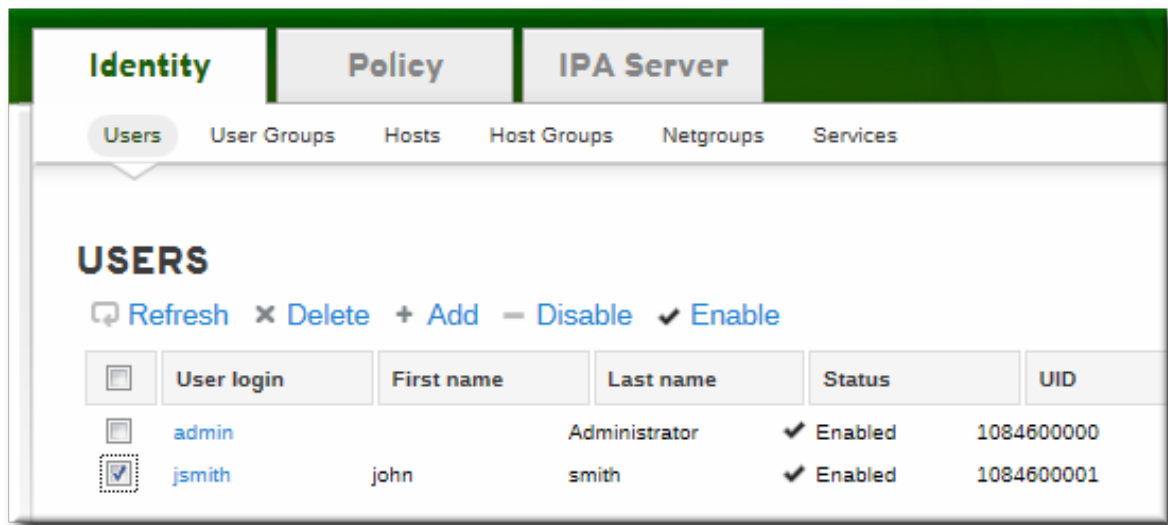 Identity Policy IPA Server
Users User Groups Hosts Host Groups Netgroups Services
USERS
Refresh Delete Add Disable Enable
User login First name Last name Status UID
admin Administrator Enabled 1084600000
jsmith john smith Enabled 1084600001